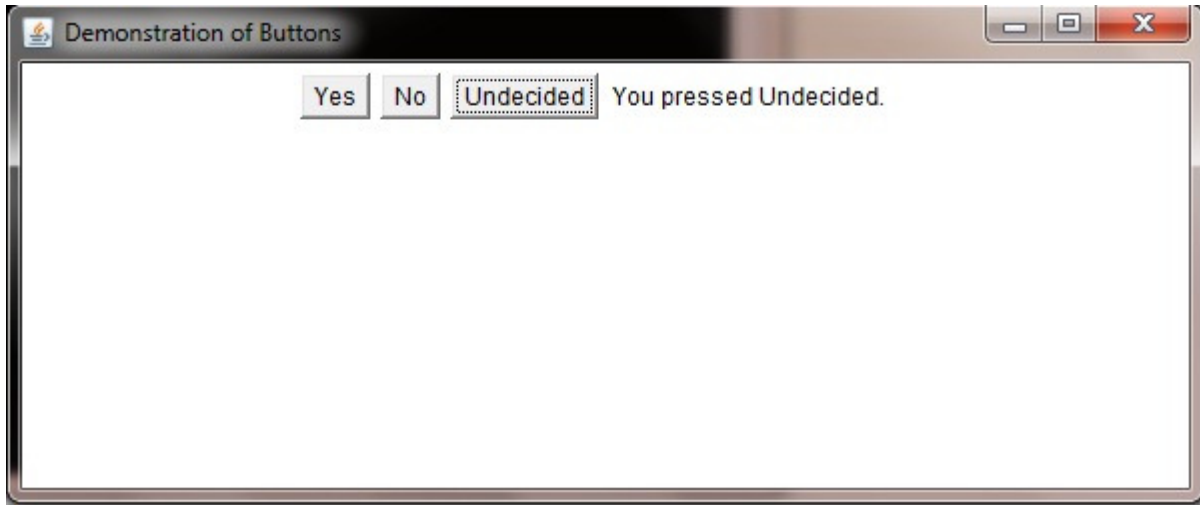 Demonstration of Buttons
Yes No Undecided You pressed Undecided.